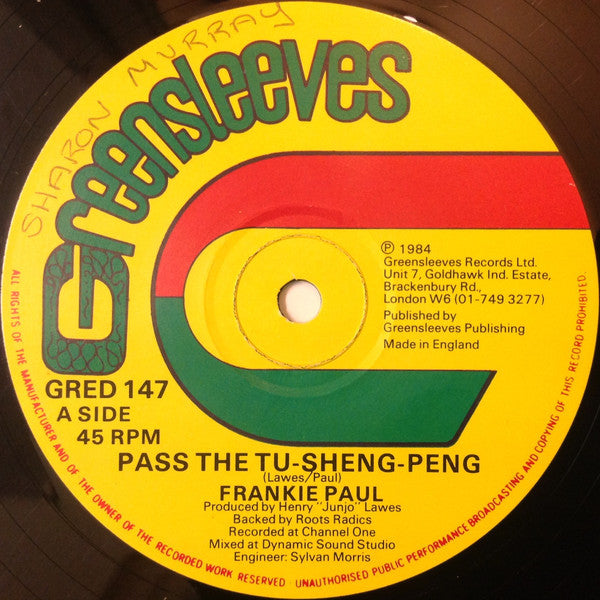 SHARON MURRAY
Greensleeves
℗ 1984
Greensleeves Records Ltd.
Unit 7, Goldhawk Ind. Estate,
Brackenbury Rd.,
London W6 (01-749 3277)
Published by
Greensleeves Publishing
Made in England
GRED 147
A SIDE
45 RPM
PASS THE TU-SHENG-PENG
(Lawes/Paul)
FRANKIE PAUL
Produced by Henry "Junjo" Lawes
Backed by Roots Radics
Recorded at Channel One
Mixed at Dynamic Sound Studio
Engineer: Sylvan Morris
ALL RIGHTS OF THE MANUFACTURER AND OF THE OWNER OF THE RECORDED WORK RESERVED · UNAUTHORISED PUBLIC PERFORMANCE BROADCASTING AND COPYING OF THIS RECORD PROHIBITED.